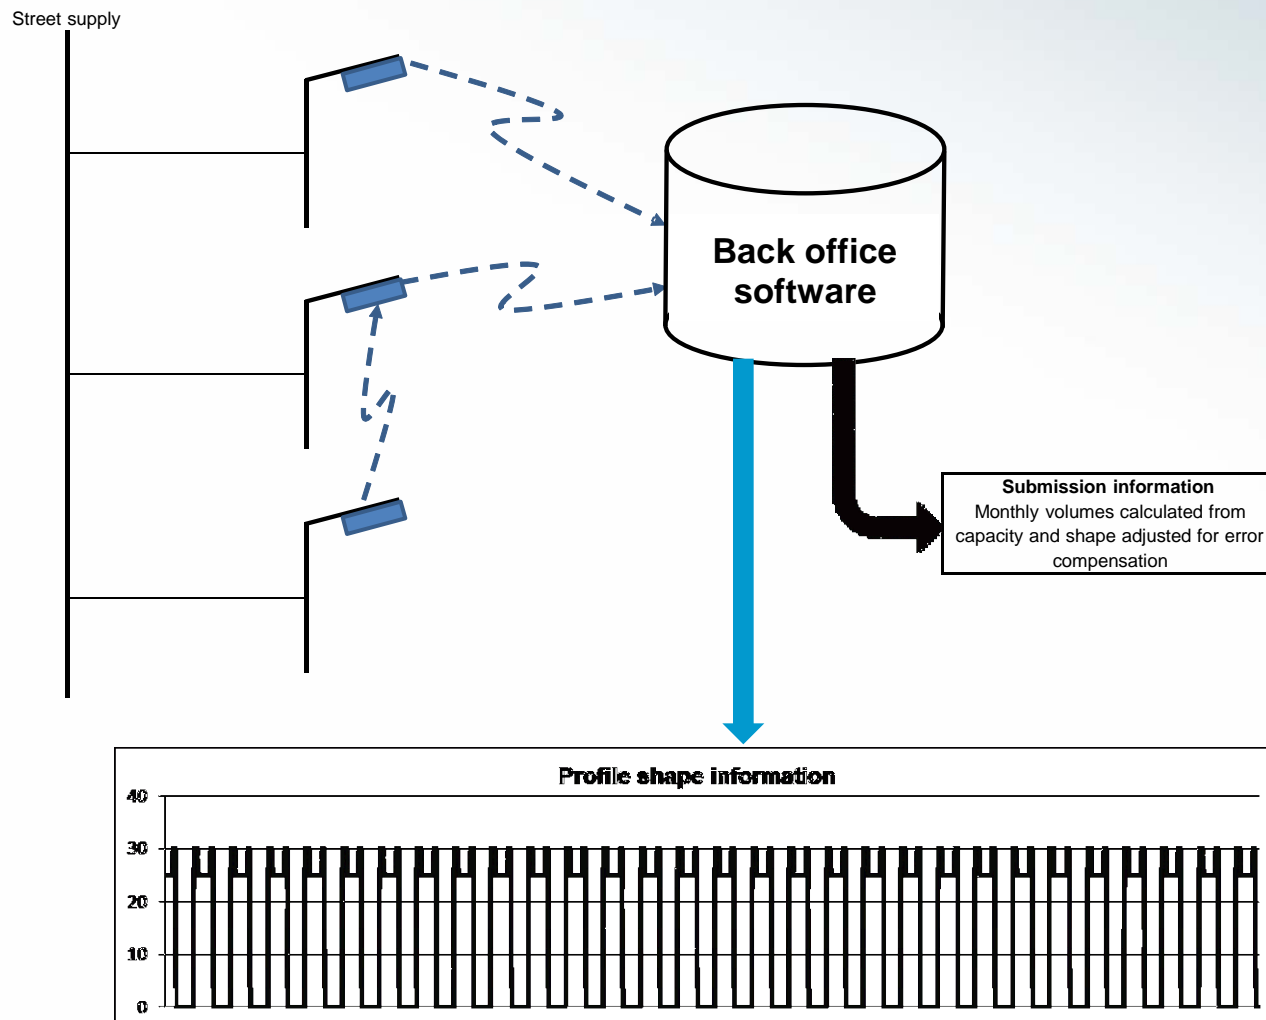 Street supply
Back office
software
Submission information
Monthly volumes calculated from
capacity and shape adjusted for error
compensation
Profile shape information
40
30
20
10
0